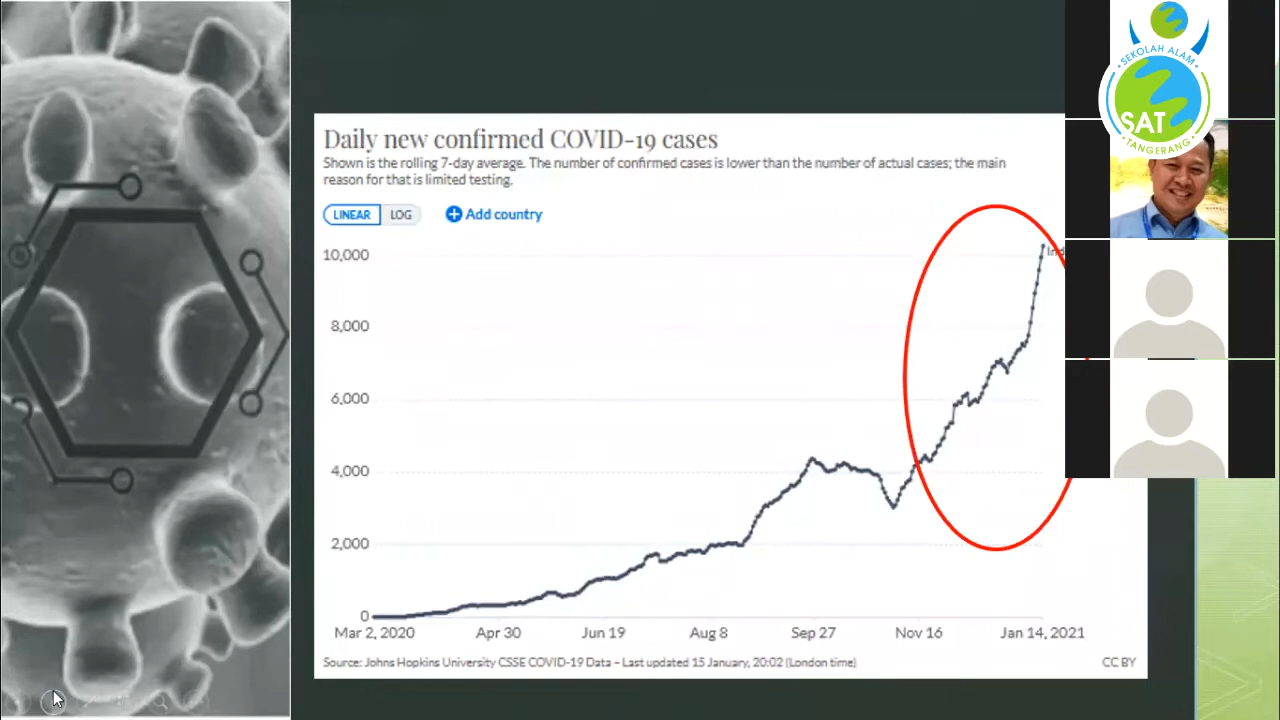 Daily new confirmed COVID-19 cases
Shown is the rolling 7-day average. The number of confirmed cases is lower than the number of actual cases; the main
reason for that is limited testing.
LINEAR LOG Add country
10,000
8,000
6,000
4,000
2,000
0
Mar 2, 2020 Apr 30 Jun 19 Aug 8 Sep 27 Nov 16 Jan 14, 2021
Source: Johns Hopkins University CSSE COVID-19 Data – Last updated 15 January, 20:02 (London time) CC BY
SEKOLAH ALAM
SAT
TANGERANG